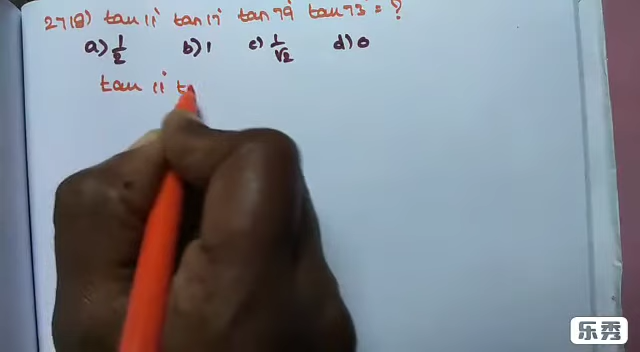 27(8) tan 11° tan 17° tan 79° tan 73° = ?
a) 1/2 b) 1 c) 1/√2 d) 0
tan 11° t
乐秀